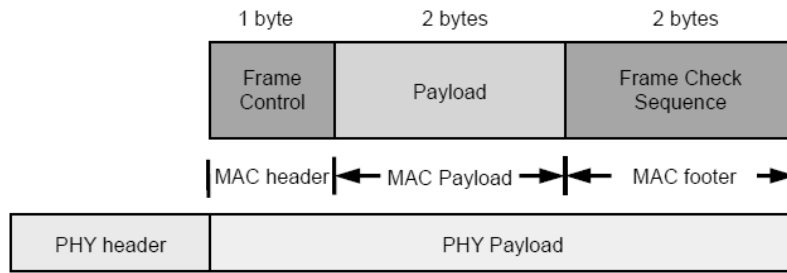 1 byte 2 bytes 2 bytes
Frame Control
Payload
Frame Check Sequence
MAC header MAC Payload MAC footer
PHY header PHY Payload